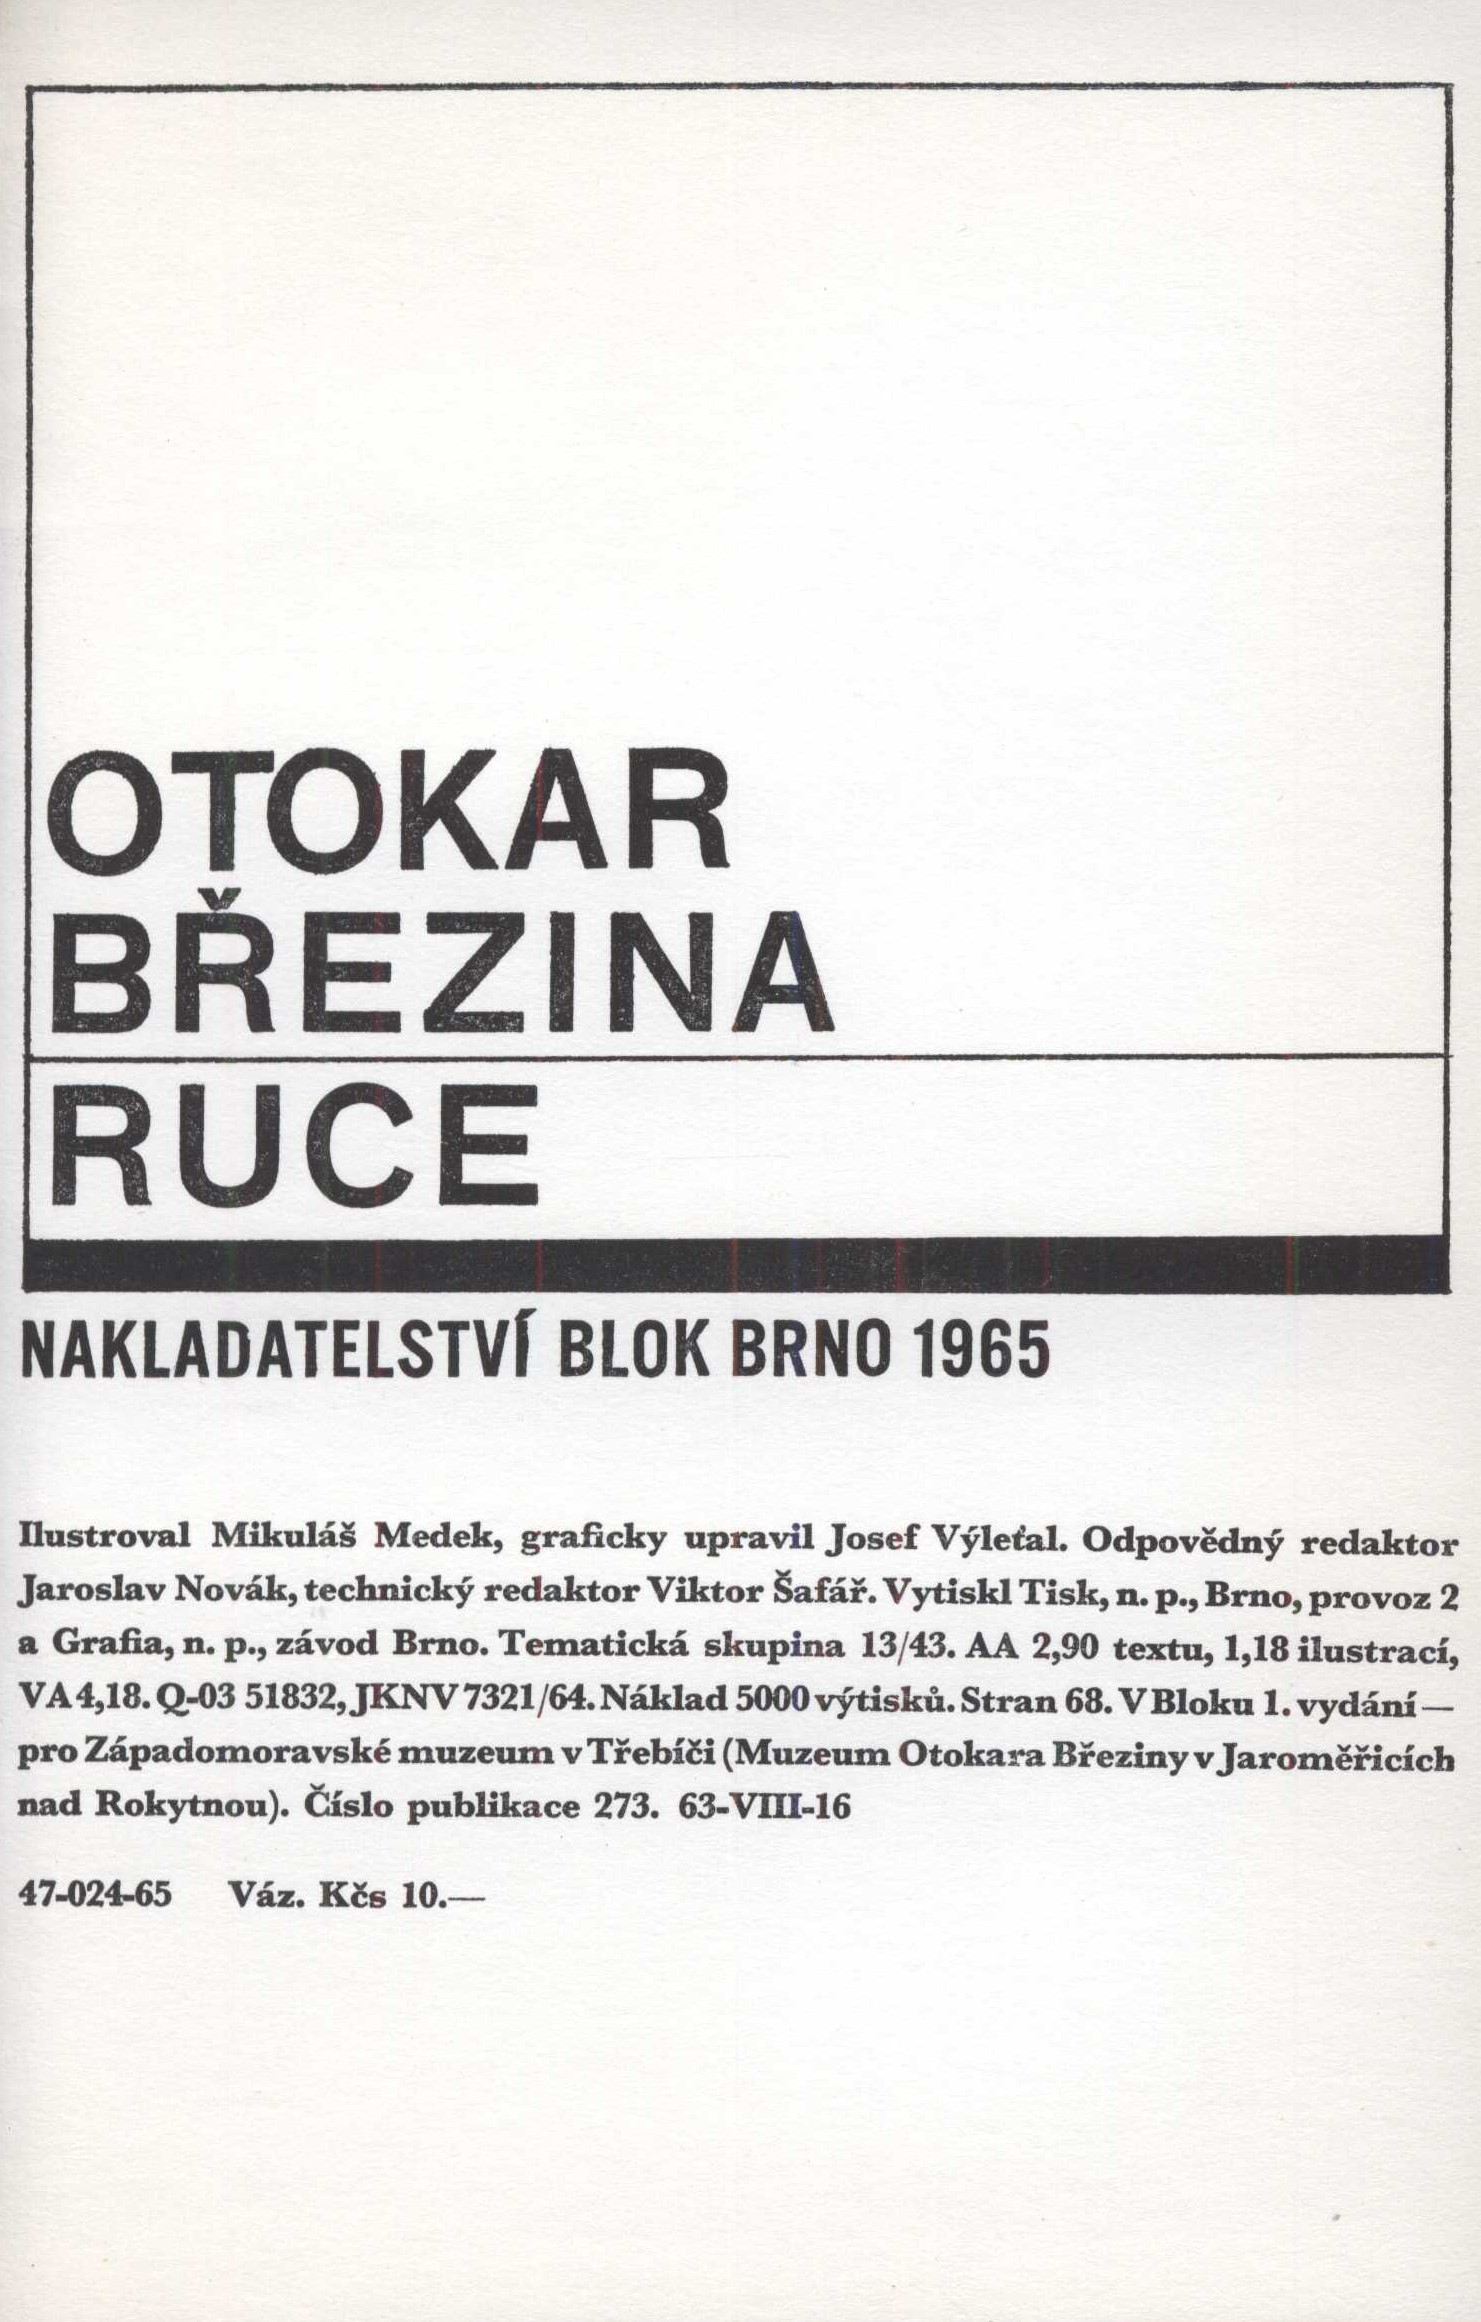 OTOKAR
BŘEZINA
RUCE
NAKLADATELSTVÍ BLOK BRNO 1965
Ilustroval Mikuláš Medek, graficky upravil Josef Výleťal. Odpovědný redaktor
Jaroslav Novák, technický redaktor Viktor Šafář. Vytiskl Tisk, n. p., Brno, provoz 2
a Grafia, n. p., závod Brno. Tematická skupina 13/43. AA 2,90 textu, 1,18 ilustrací,
VA 4,18. Q-03 51832, JKNV 7321/64. Náklad 5000 výtisků. Stran 68. V Bloku 1. vydání —
pro Západomoravské muzeum v Třebíči (Muzeum Otokara Březiny v Jaroměřicích
nad Rokytnou). Číslo publikace 273. 63-VIII-16
47-024-65 Váz. Kčs 10.—